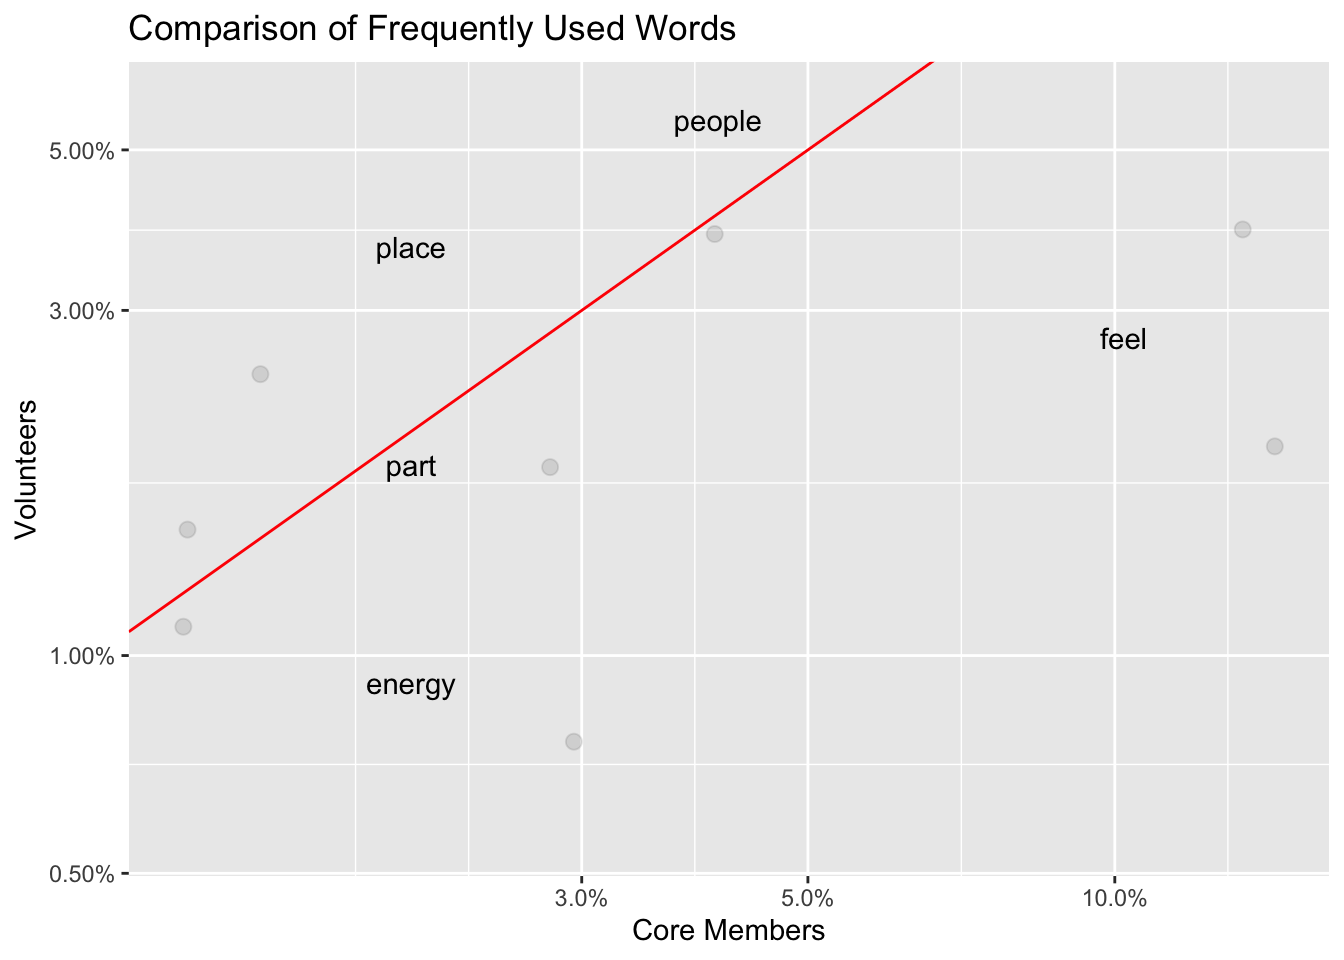 Comparison of Frequently Used Words
people
5.00%
place
3.00%
feel
Volunteers
part
1.00%
energy
0.50%
3.0% 5.0% 10.0%
Core Members